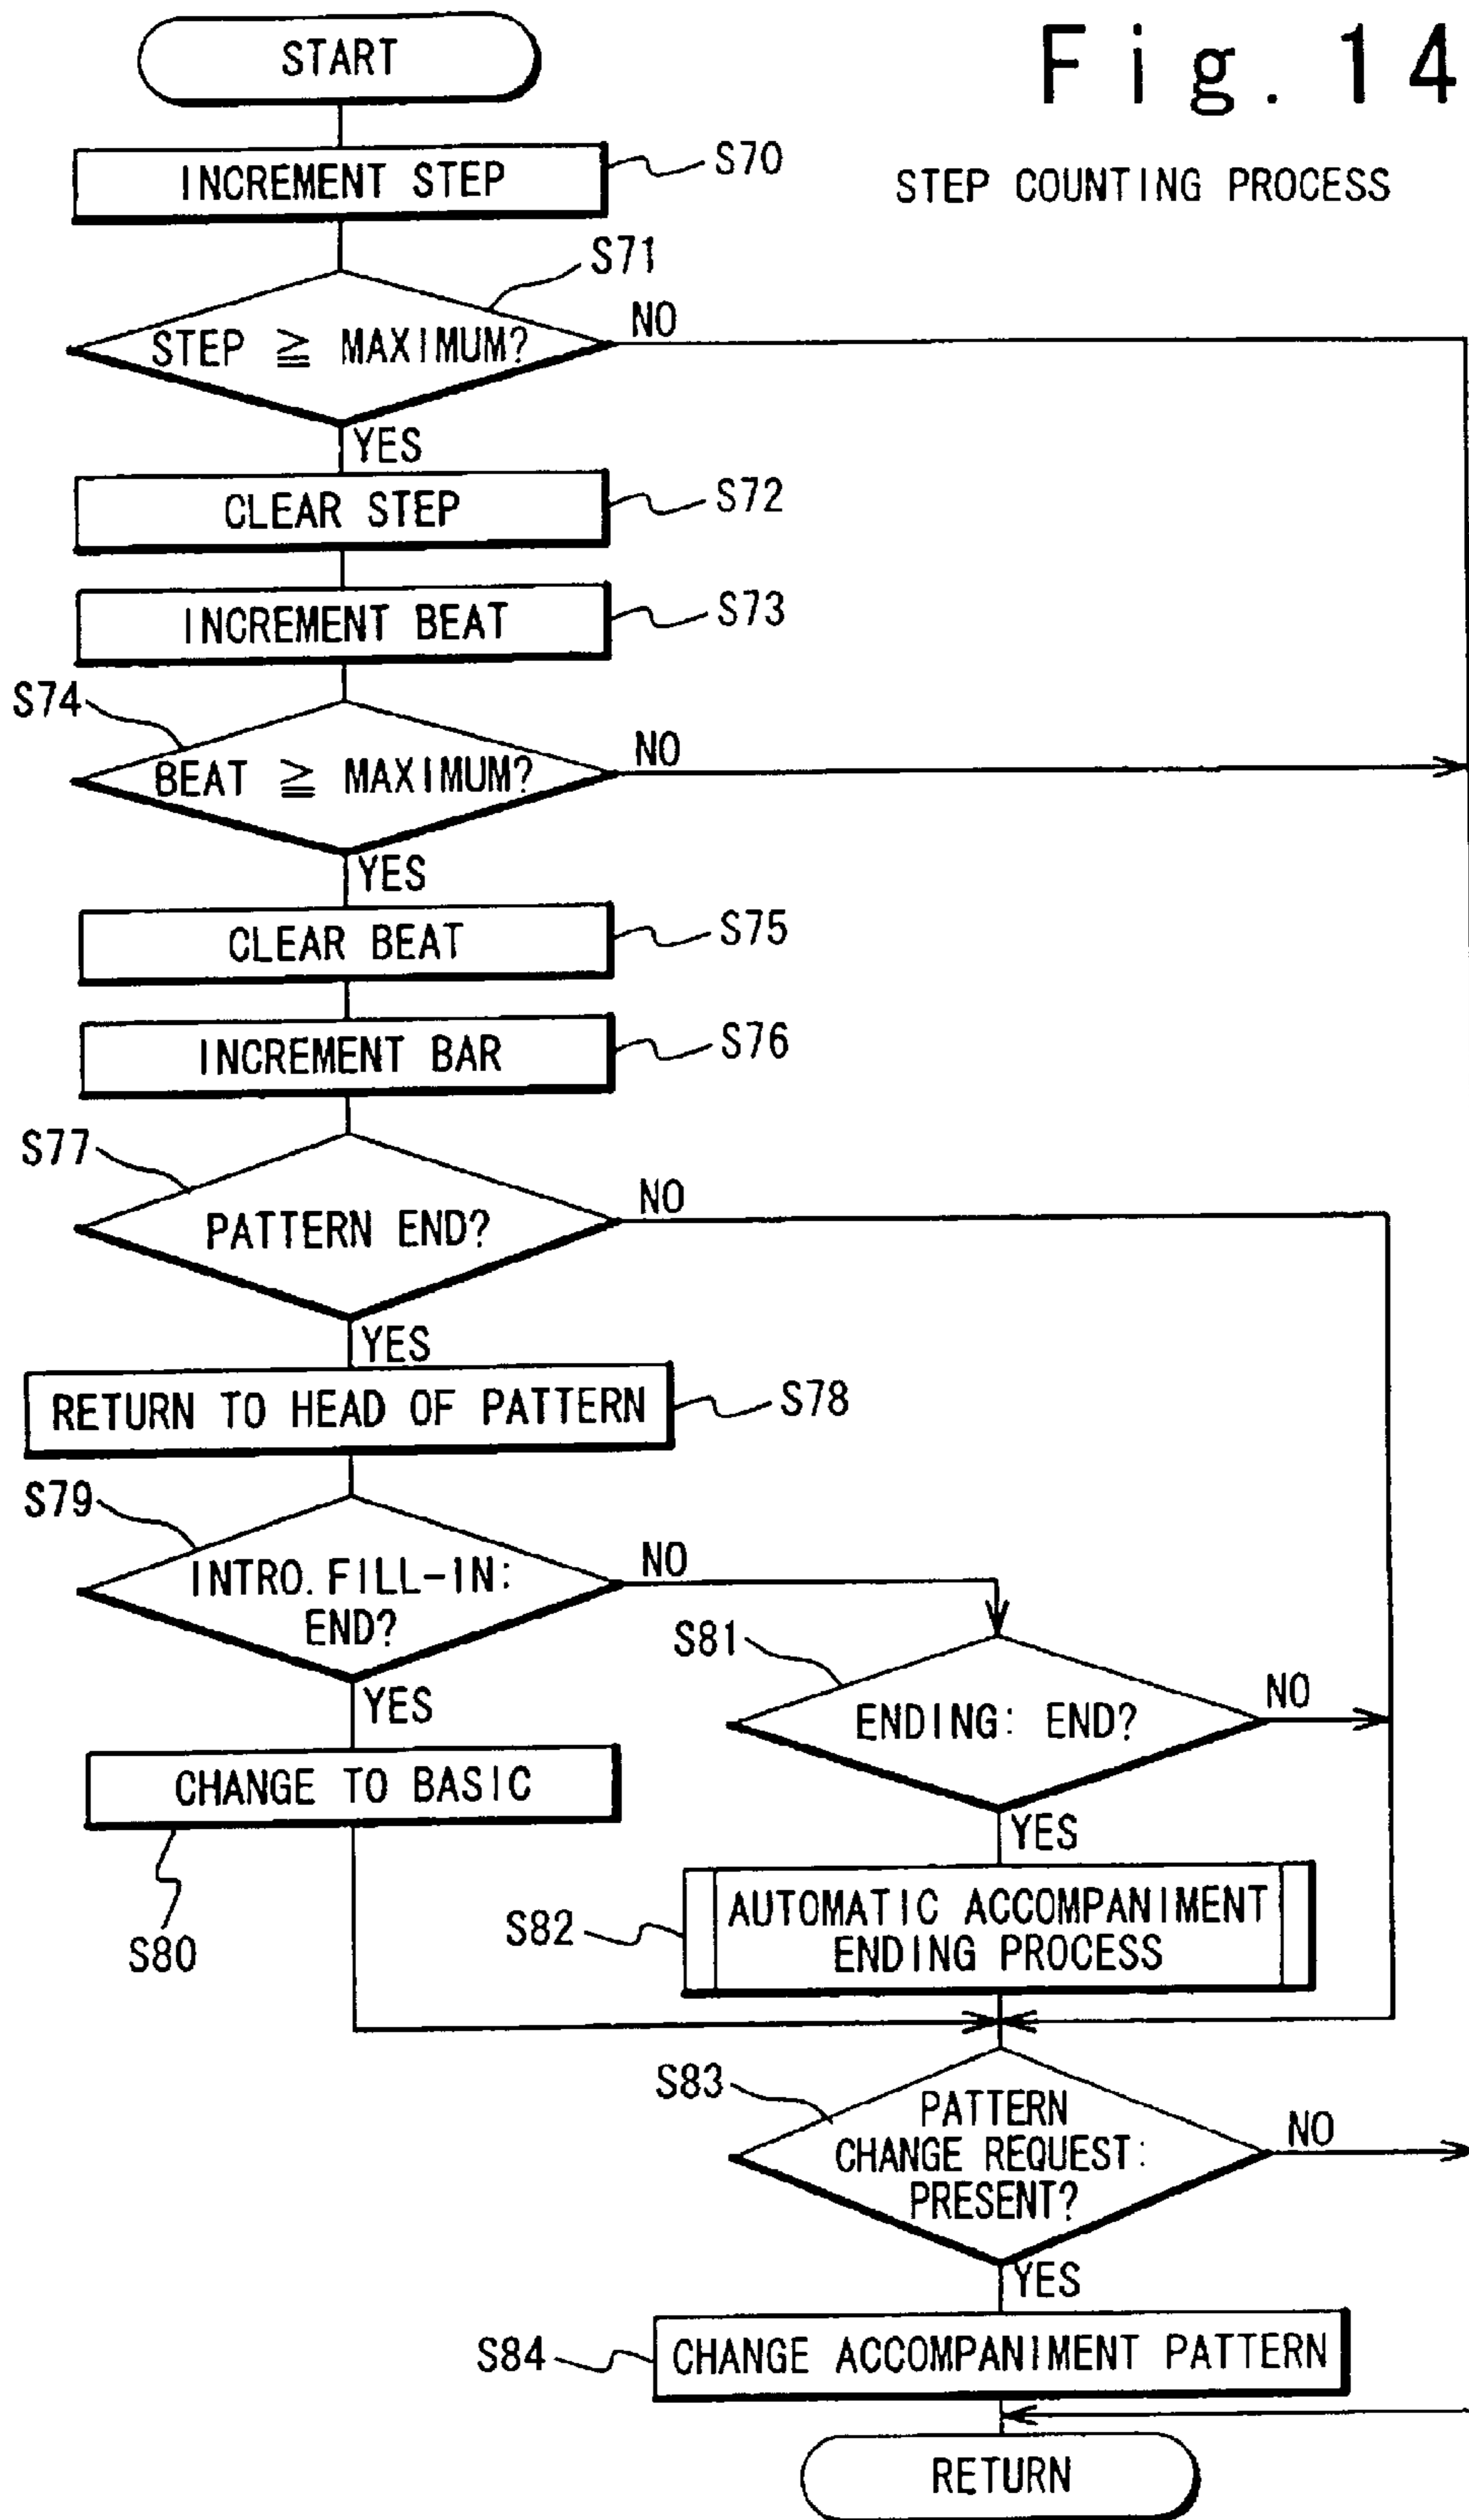 Fig. 14
STEP COUNTING PROCESS
START
INCREMENT STEP
S70
S71
STEP ≧ MAXIMUM?
NO
YES
CLEAR STEP
S72
INCREMENT BEAT
S73
S74
BEAT ≧ MAXIMUM?
NO
YES
CLEAR BEAT
S75
INCREMENT BAR
S76
S77
PATTERN END?
NO
YES
RETURN TO HEAD OF PATTERN
S78
S79
INTRO. FILL-IN:
END?
NO
YES
CHANGE TO BASIC
S80
S81
ENDING: END?
NO
YES
S82
AUTOMATIC ACCOMPANIMENT
ENDING PROCESS
S83
PATTERN
CHANGE REQUEST:
PRESENT?
NO
YES
S84
CHANGE ACCOMPANIMENT PATTERN
RETURN